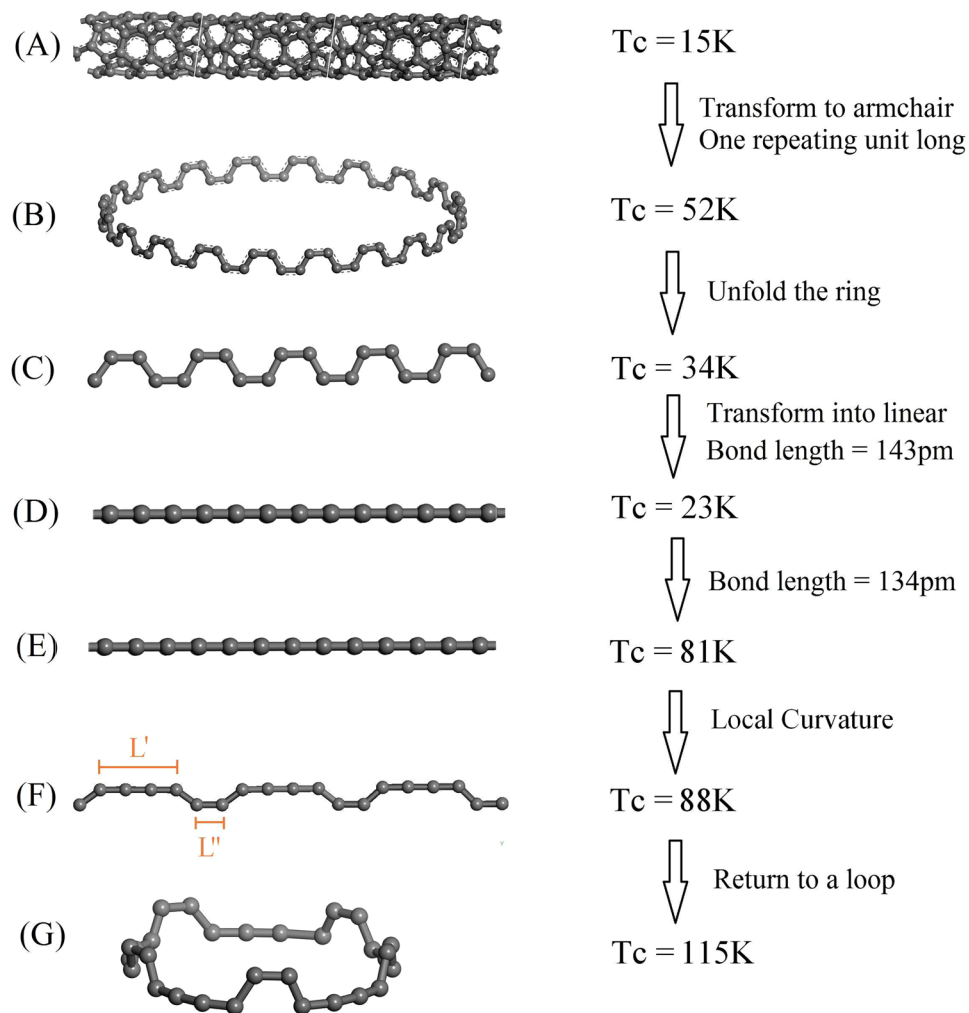 (A)
Tc = 15K
Transform to armchair
One repeating unit long
(B)
Tc = 52K
Unfold the ring
(C)
Tc = 34K
Transform into linear
Bond length = 143pm
(D)
Tc = 23K
Bond length = 134pm
(E)
Tc = 81K
Local Curvature
L'
(F)
Tc = 88K
L"
Return to a loop
(G)
Tc = 115K